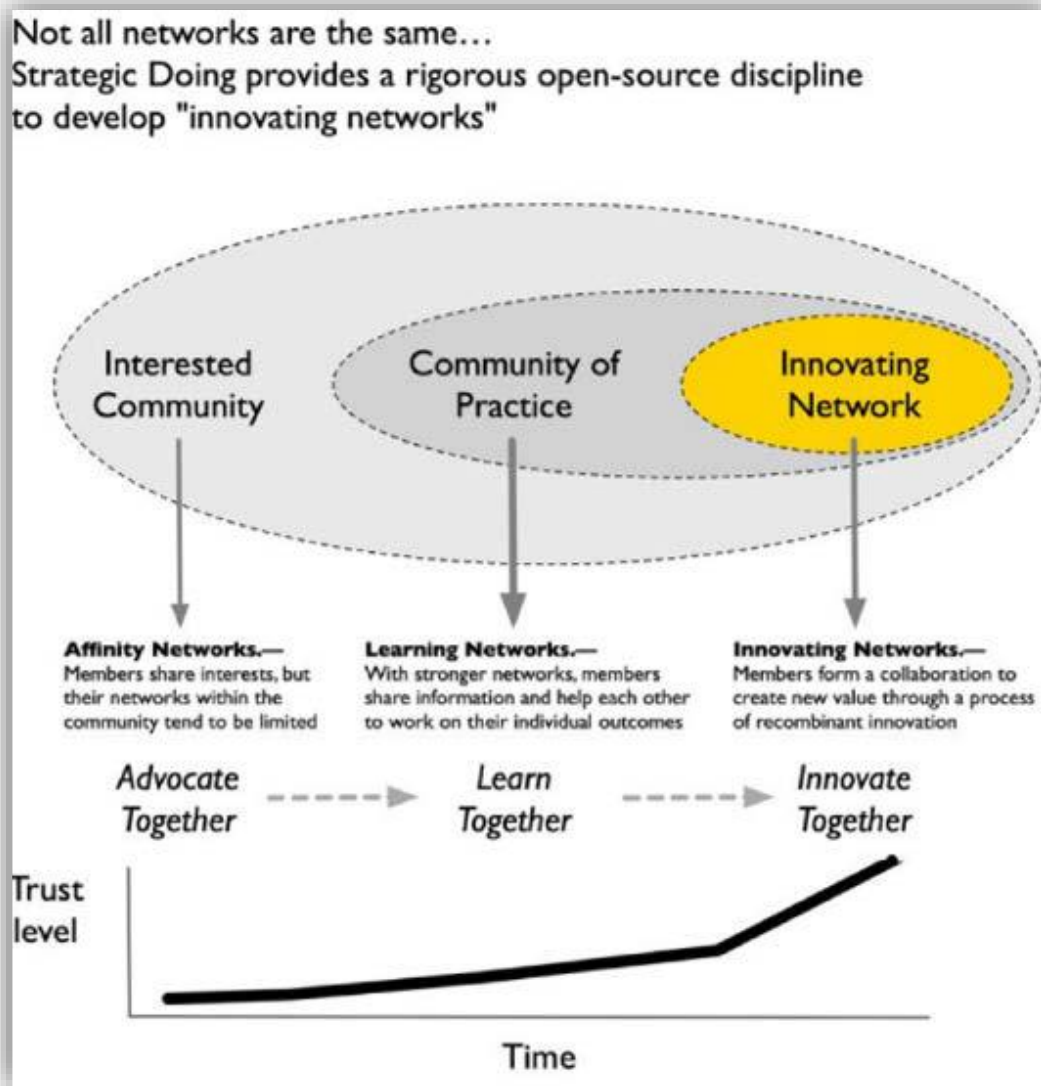 Not all networks are the same...
Strategic Doing provides a rigorous open-source discipline
to develop "innovating networks"
Interested
Community
Community of
Practice
Innovating
Network
Affinity Networks.—
Members share interests, but
their networks within the
community tend to be limited
Learning Networks.—
With stronger networks, members
share information and help each other
to work on their individual outcomes
Innovating Networks.—
Members form a collaboration to
create new value through a process
of recombinant innovation
Advocate
Together
Learn
Together
Innovate
Together
Trust
level
Time